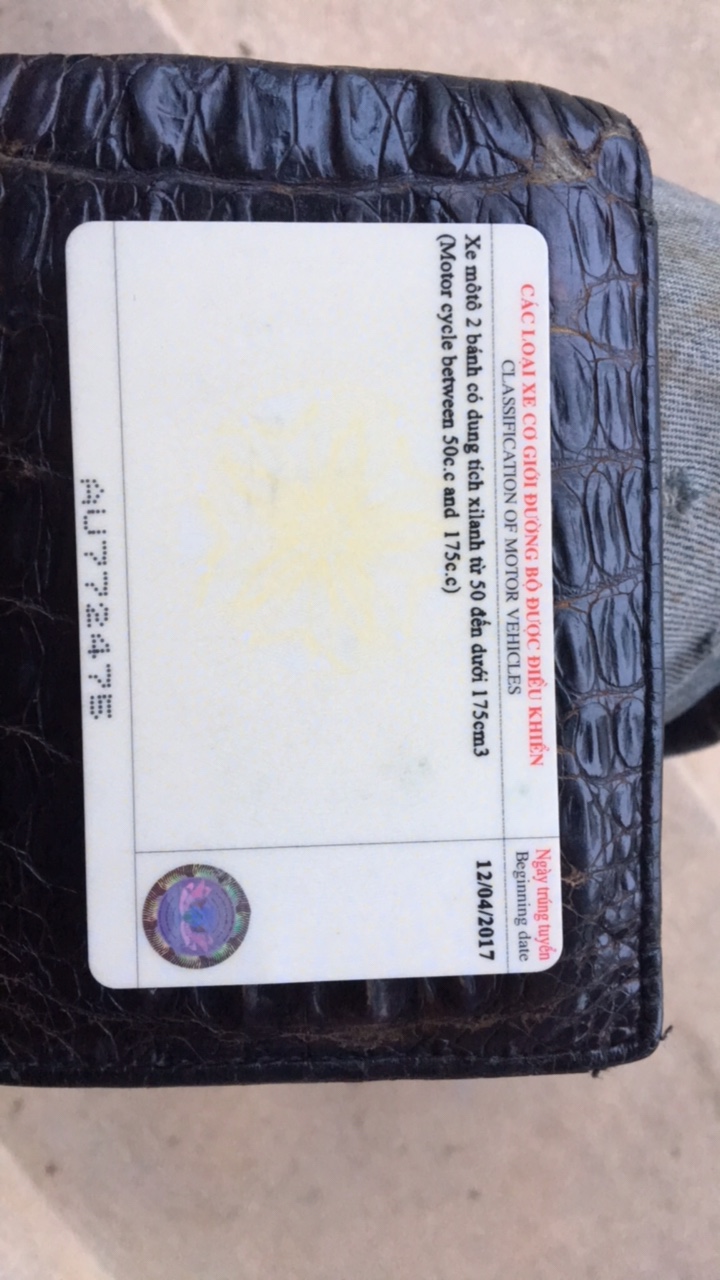 CÁC LOẠI XE CƠ GIỚI ĐƯỜNG BỘ ĐƯỢC ĐIỀU KHIỂN
CLASSIFICATION OF MOTOR VEHICLES
Ngày trúng tuyển
Beginning date
Xe môtô 2 bánh có dung tích xilanh từ 50 đến dưới 175cm3
(Motor cycle between 50c.c and 175c.c)
12/04/2017